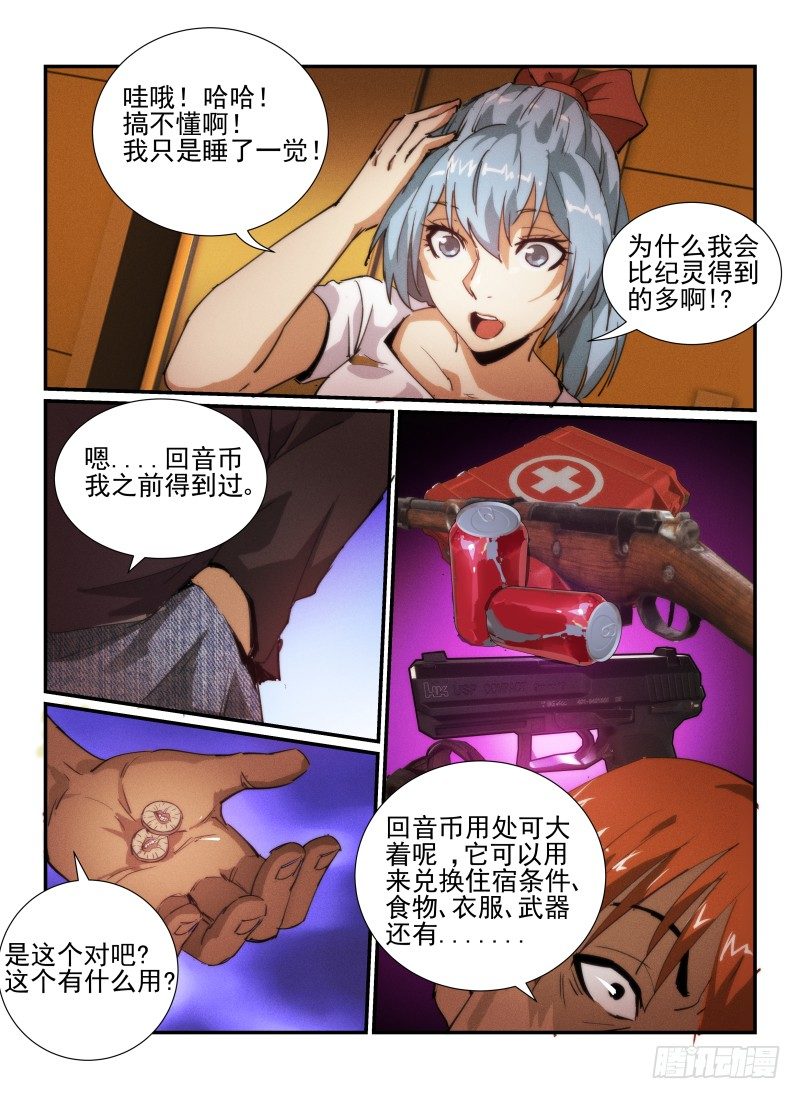 哇哦！哈哈！
搞不懂啊！
我只是睡了一觉！
为什么我会
比纪灵得到
的多啊!?
嗯....回音币
我之前得到过。
USP COMPACT
是这个对吧?
这个有什么用?
回音币用处可大
着呢，它可以用
来兑换住宿条件、
食物、衣服、武器
还有.......
腾讯动漫